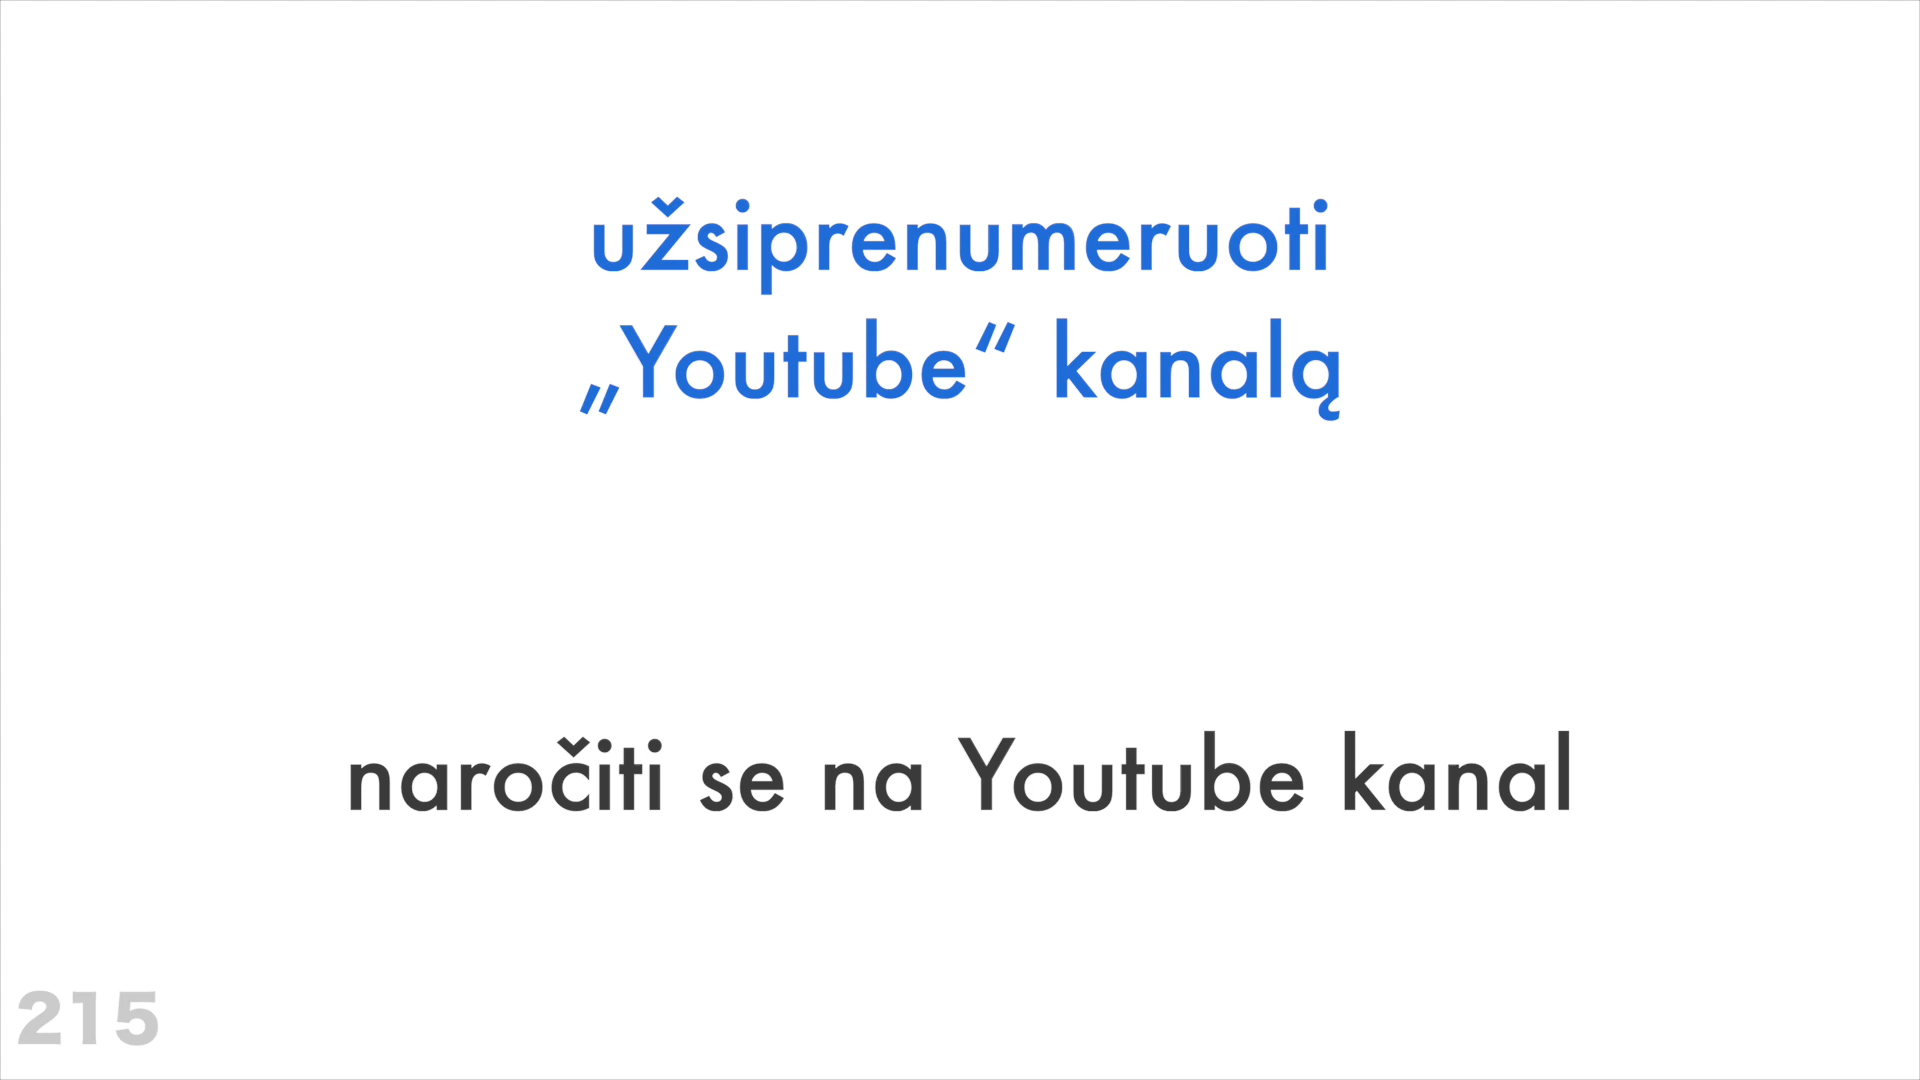 užsiprenumeruoti
„Youtube“ kanalą
naročiti se na Youtube kanal
215